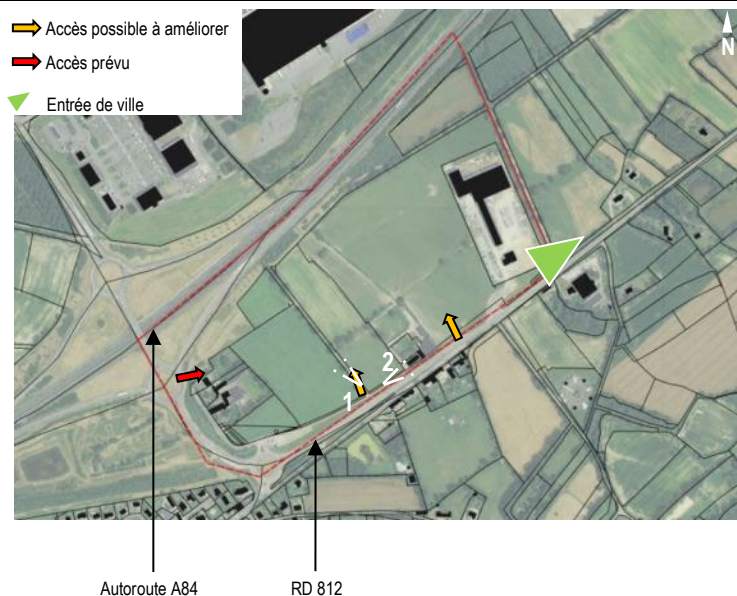 Accès possible à améliorer
Accès prévu
Entrée de ville
N
2
1
Autoroute A84
RD 812